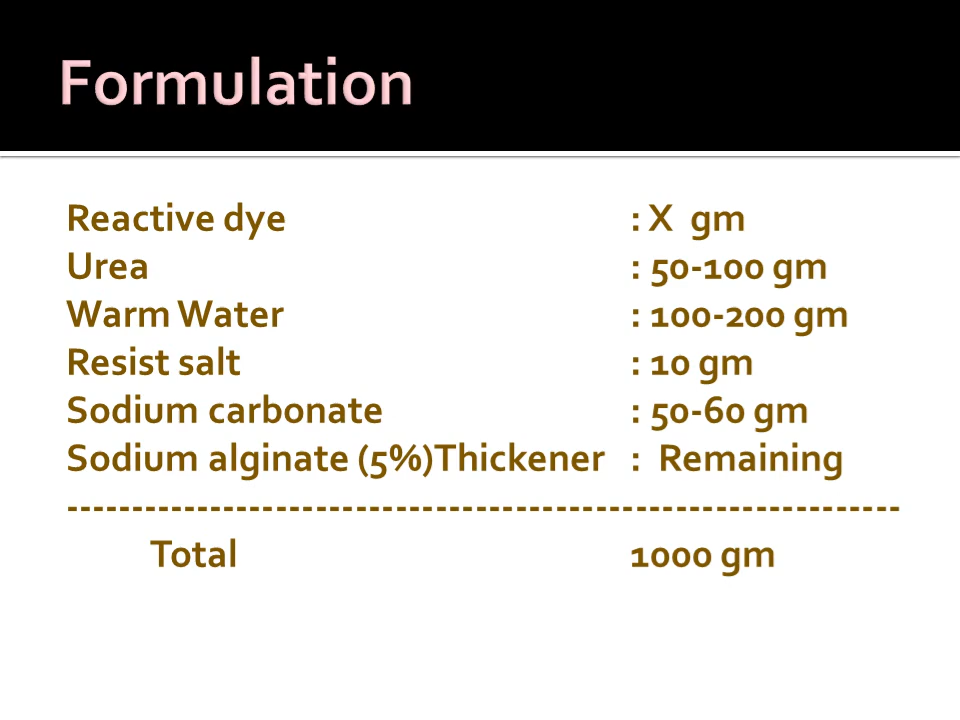 Formulation
Reactive dye : X gm
Urea : 50-100 gm
Warm Water : 100-200 gm
Resist salt : 10 gm
Sodium carbonate : 50-60 gm
Sodium alginate (5%)Thickener : Remaining
----------------------------------------------------------------
Total 1000 gm